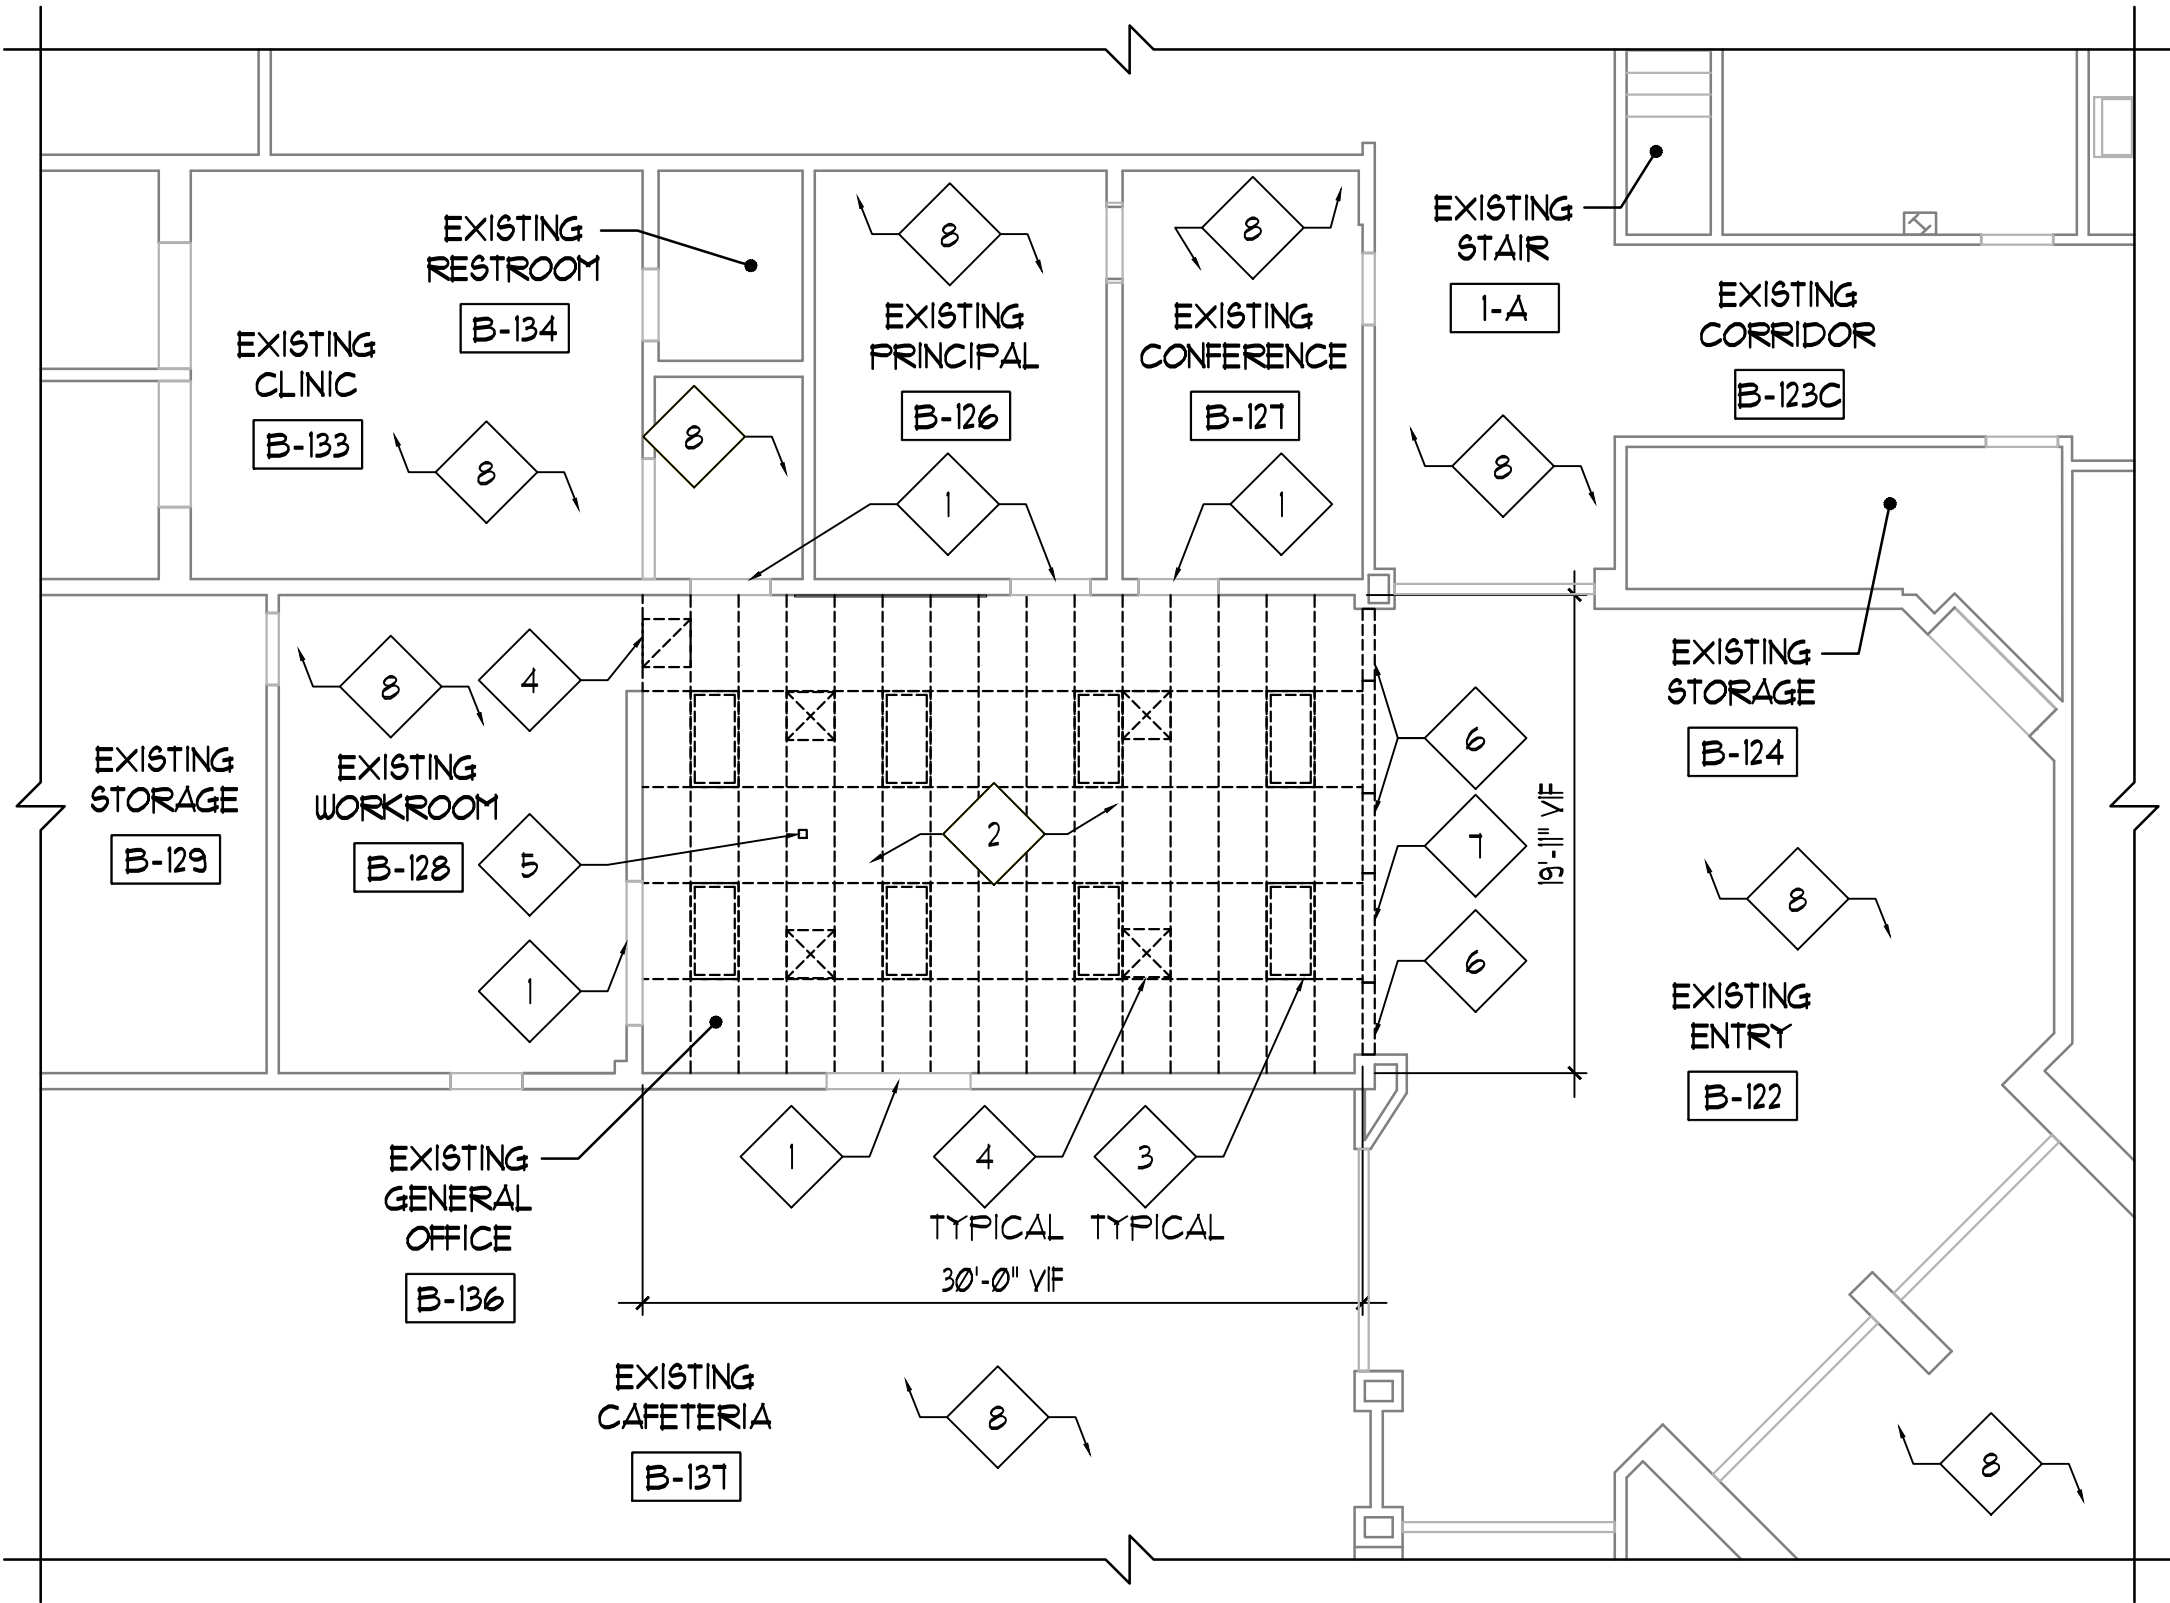 EXISTING
RESTROOM
B-134
EXISTING
CLINIC
B-133
8
8
8
EXISTING
PRINCIPAL
B-126
1
8
EXISTING
CONFERENCE
B-127
1
EXISTING
STAIR
1-A
8
EXISTING
CORRIDOR
B-123C
EXISTING
STORAGE
B-124
EXISTING
STORAGE
B-129
8
EXISTING
WORKROOM
B-128
4
5
1
2
6
7
6
19'-11" VIF
8
EXISTING
ENTRY
B-122
EXISTING
GENERAL
OFFICE
B-136
1
4
TYPICAL
3
TYPICAL
30'-0" VIF
EXISTING
CAFETERIA
B-137
8
8